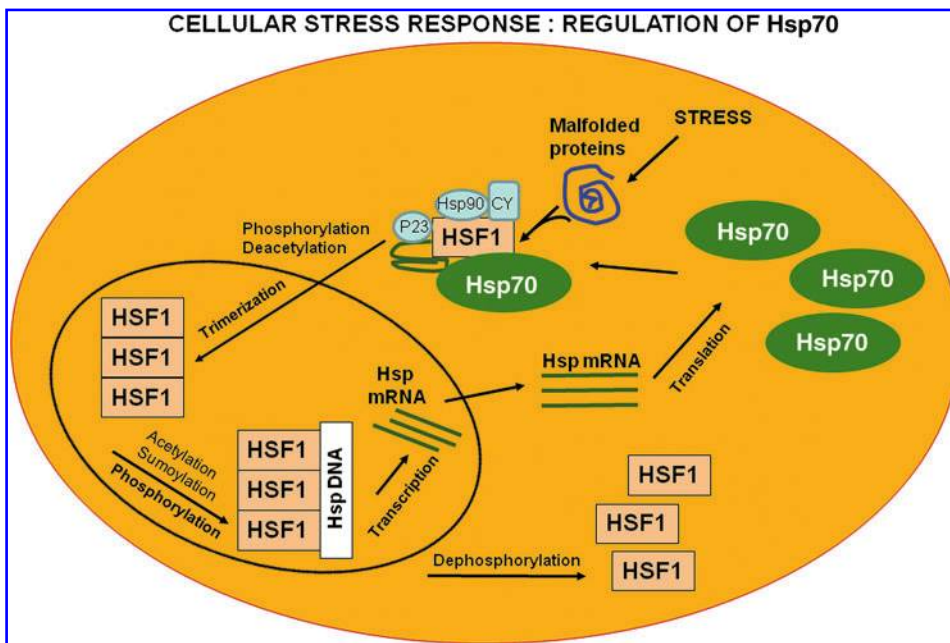 CELLULAR STRESS RESPONSE : REGULATION OF Hsp70
STRESS
Malfolded
proteins
Hsp90
CY
P23
HSF1
Hsp70
Phosphorylation
Deacetylation
Trimerization
HSF1
HSF1
HSF1
Acetylation
Sumoylation
Phosphorylation
HSF1
HSF1
HSF1
Hsp DNA
Transcription
Hsp
mRNA
Hsp mRNA
Translation
Hsp70
Hsp70
Hsp70
Dephosphorylation
HSF1
HSF1
HSF1